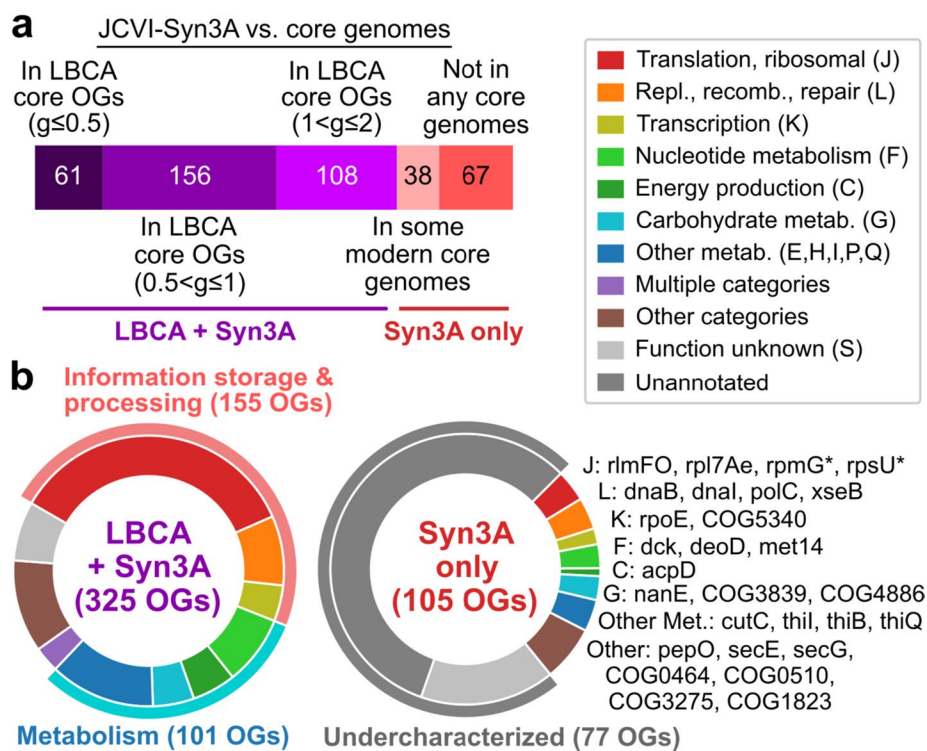 a
JCVI-Syn3A vs. core genomes
In LBCA
core OGs
(g≤0.5)
In LBCA
core OGs
(1<g≤2)
Not in
any core
genomes
61
156
108
38
67
In LBCA
core OGs
(0.5<g≤1)
In some
modern core
genomes
LBCA + Syn3A
Syn3A only
Translation, ribosomal (J)
Repl., recomb., repair (L)
Transcription (K)
Nucleotide metabolism (F)
Energy production (C)
Carbohydrate metab. (G)
Other metab. (E,H,I,P,Q)
Multiple categories
Other categories
Function unknown (S)
Unannotated
b
Information storage &
processing (155 OGs)
LBCA
+ Syn3A
(325 OGs)
Metabolism (101 OGs)
Syn3A
only
(105 OGs)
Undercharacterized (77 OGs)
J: rlmFO, rpl7Ae, rpmG*, rpsU*
L: dnaB, dnaI, polC, xseB
K: rpoE, COG5340
F: dck, deoD, met14
C: acpD
G: nanE, COG3839, COG4886
Other Met.: cutC, thiI, thiB, thiQ
Other: pepO, secE, secG,
COG0464, COG0510,
COG3275, COG1823